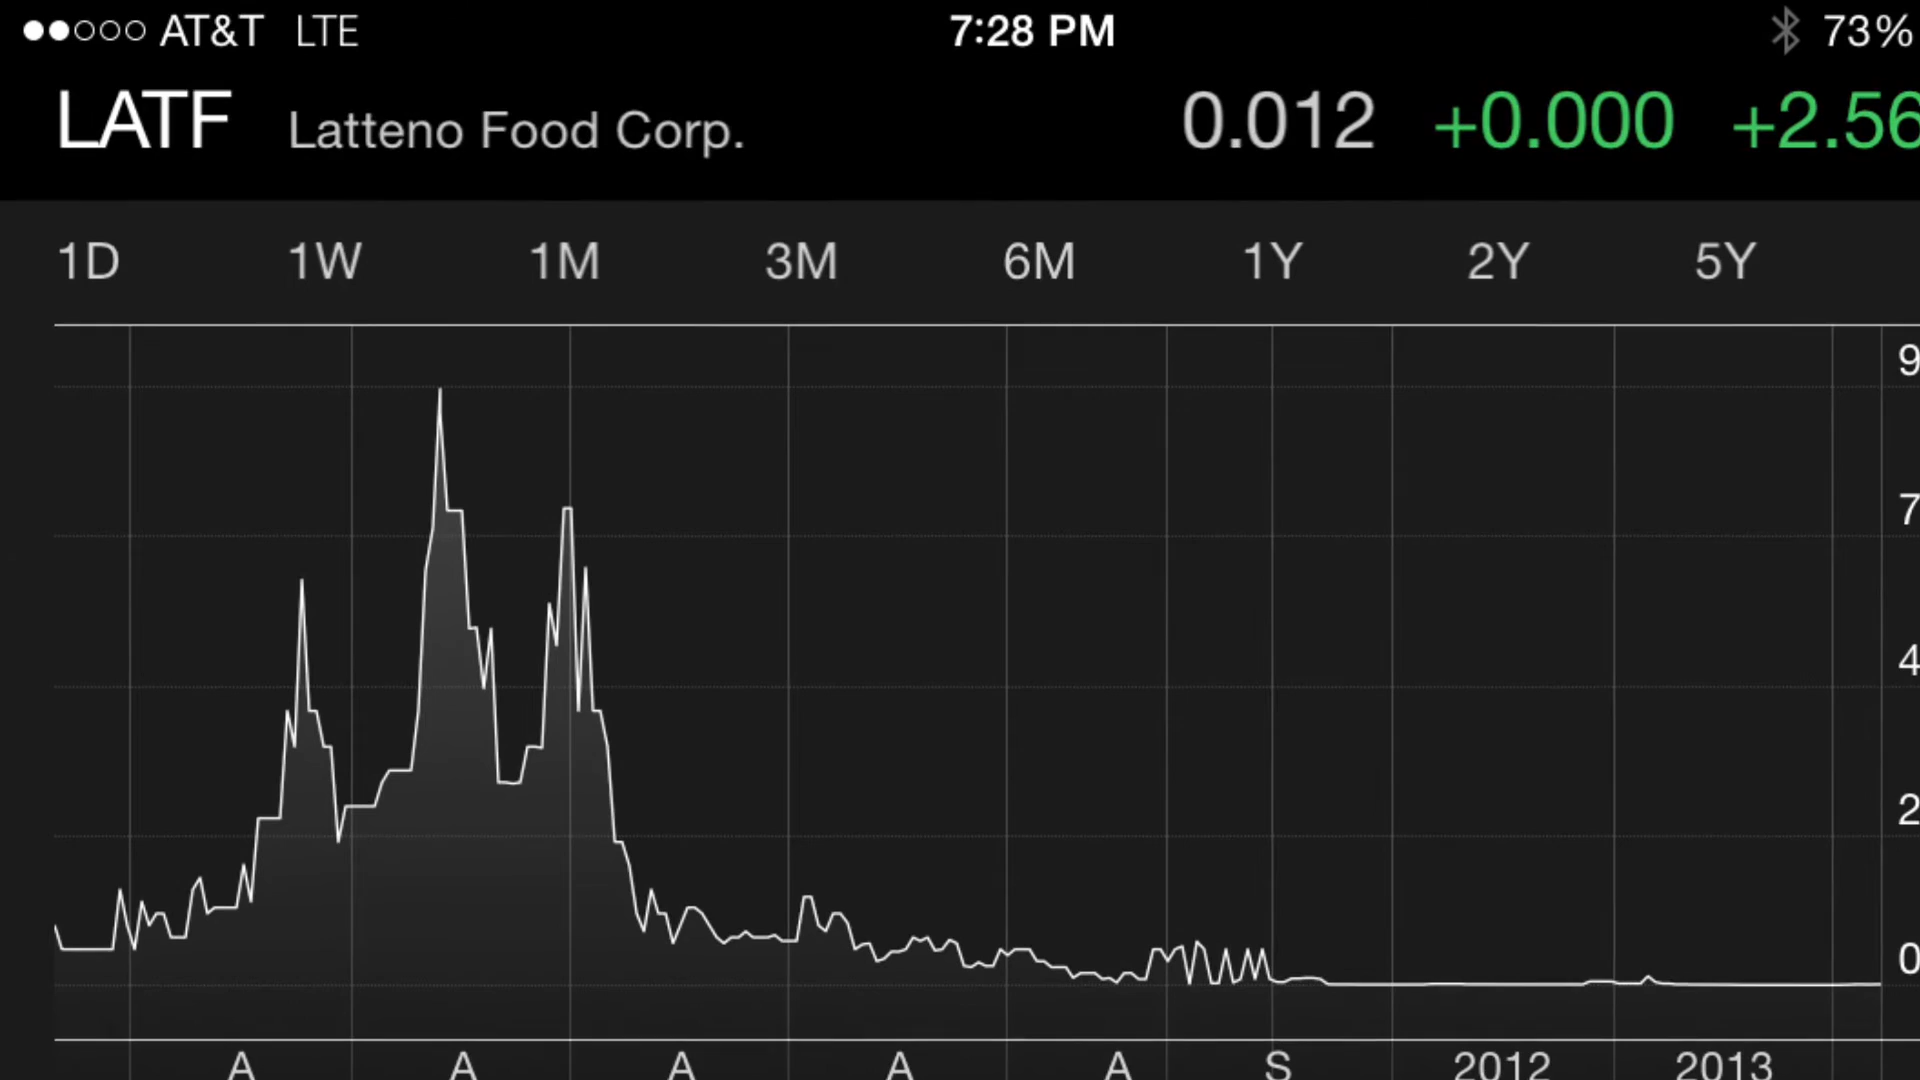 AT&T LTE 7:28 PM 73%
LATF Latteno Food Corp. 0.012 +0.000 +2.56
1D 1W 1M 3M 6M 1Y 2Y 5Y
9
7
4
2
0
A A A A A S 2012 2013